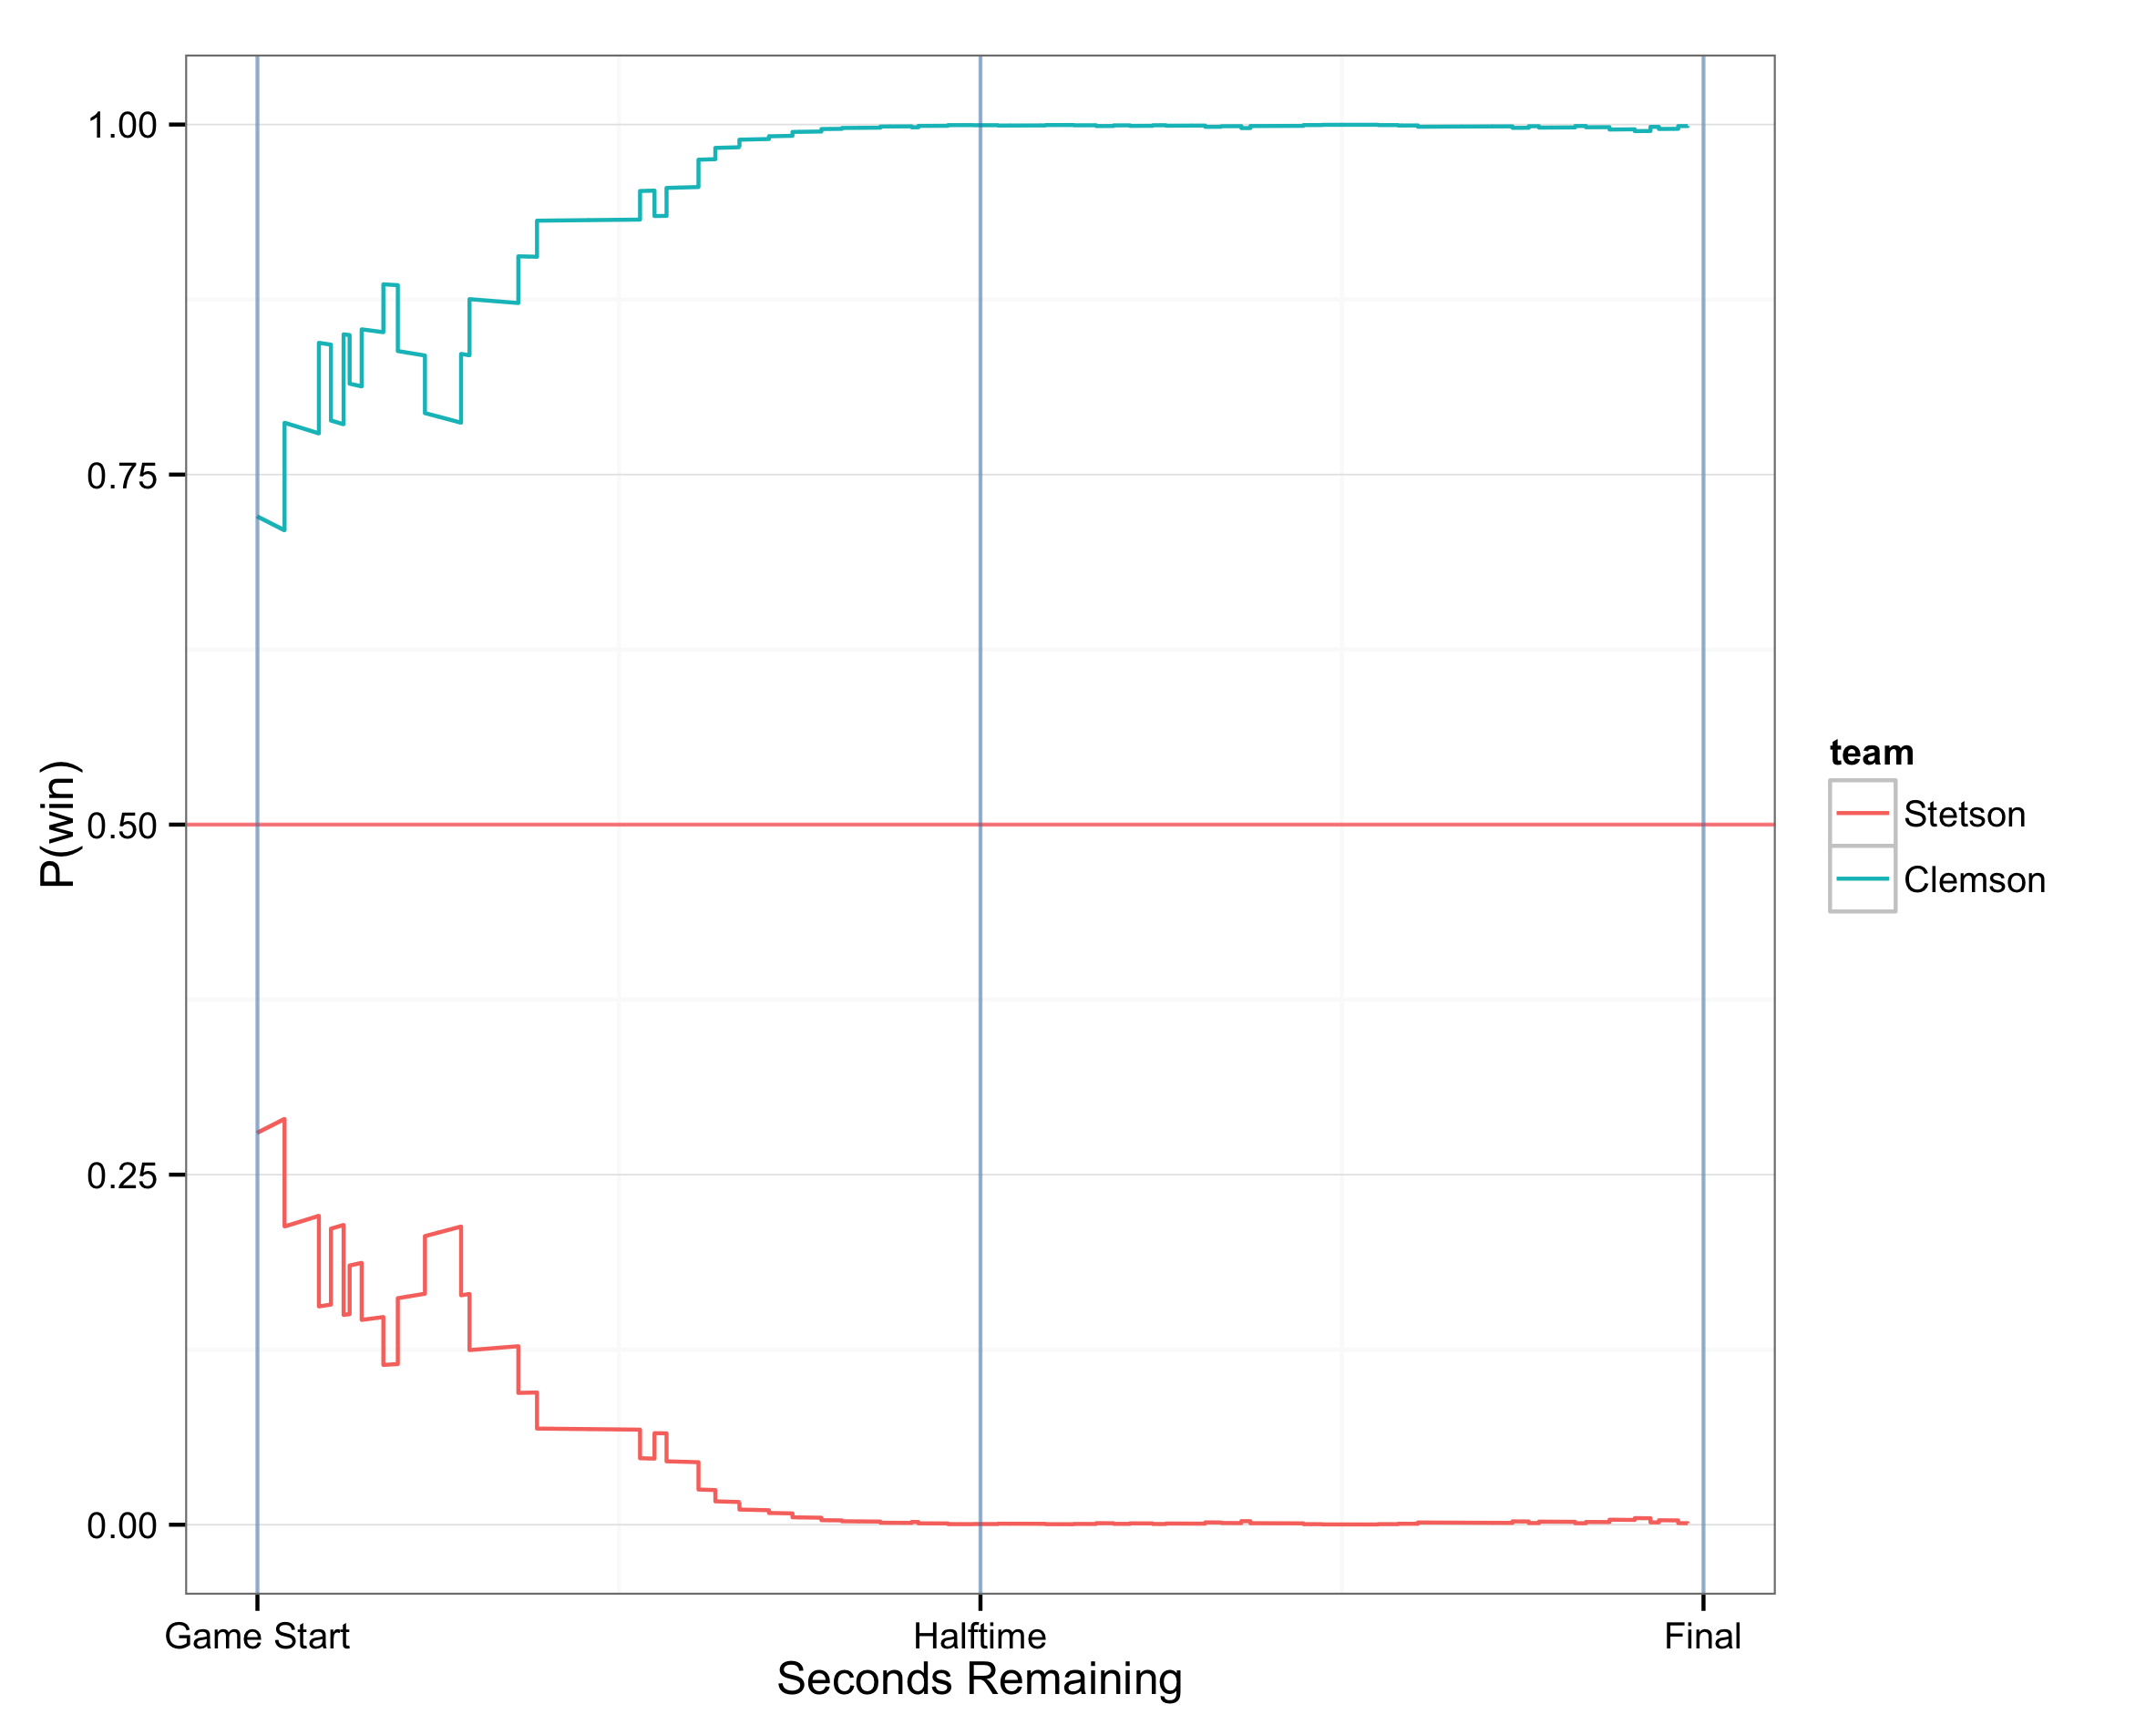 1.00
0.75
0.50
0.25
0.00
P(win)
Game Start
Halftime
Final
Seconds Remaining
team
Stetson
Clemson